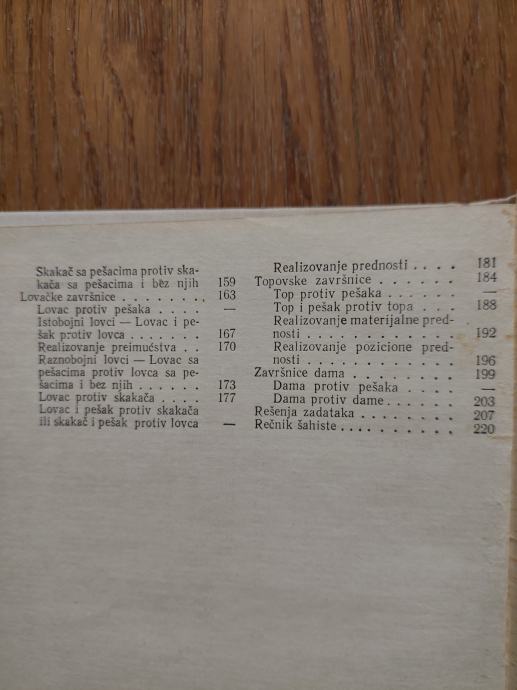 Skakač sa pešacima protiv ska-
kača sa pešacima i bez njih 159
Lovačke završnice . . . . . . . . 163
Lovac protiv pešaka . . . . —
Istobojni lovci — Lovac i pe-
šak protiv lovca . . . . . . . 167
Realizovanje preimućstva . . 170
Raznobojni lovci — Lovac sa
pešacima protiv lovca sa pe-
šacima i bez njih . . . . . . 173
Lovac protiv skakača . . . . 177
Lovac i pešak protiv skakača
ili skakač i pešak protiv lovca —
Realizovanje prednosti . . . . 181
Topovske završnice . . . . . . . 184
Top protiv pešaka . . . . . . —
Top i pešak protiv topa . . . 188
Realizovanje materijalne pred-
nosti . . . . . . . . . . . 192
Realizovanje pozicione pred-
nosti . . . . . . . . . . . 196
Završnice dama . . . . . . . . 199
Dama protiv pešaka . . . . —
Dama protiv dame . . . . . 203
Rešenja zadataka . . . . . . . . 207
Rečnik šahiste . . . . . . . . . . 220